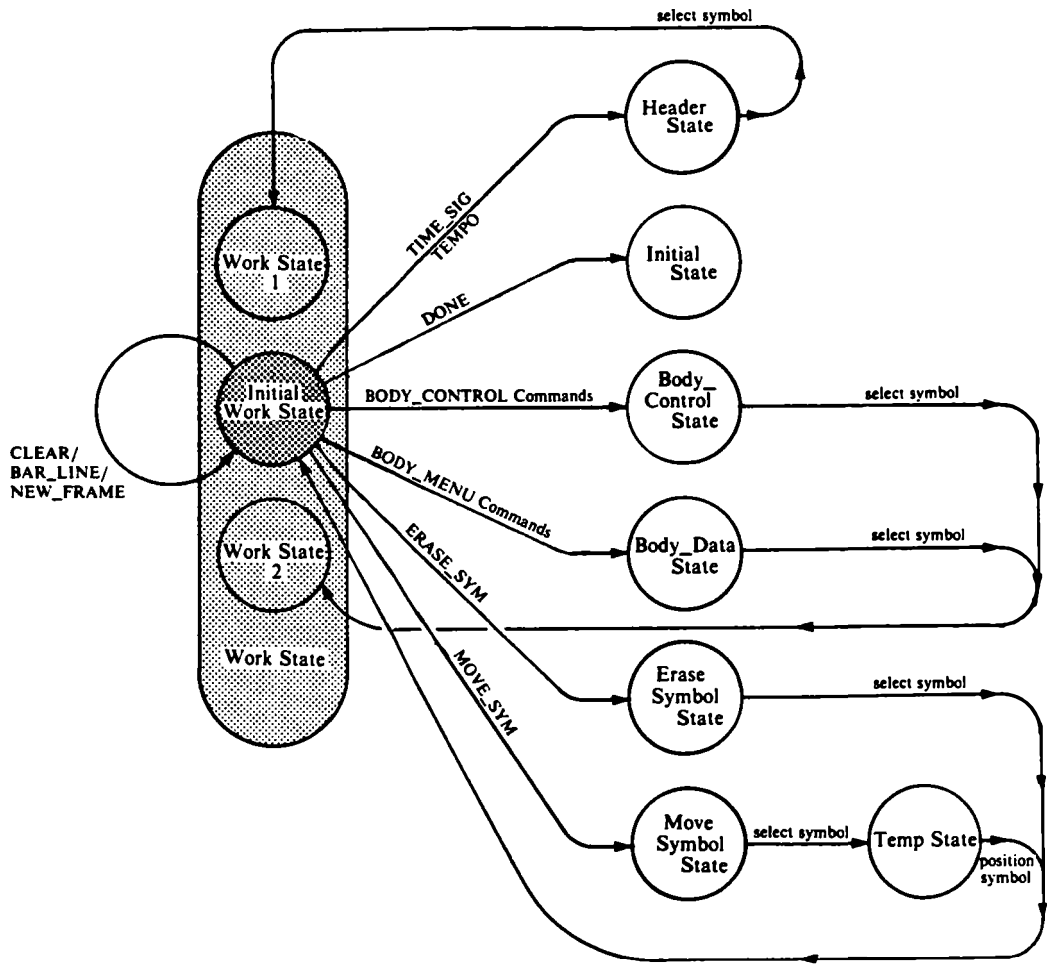 select symbol
Header
State
TIME_SIG
TEMPO
Work State
1
Initial
State
DONE
Initial
Work State
BODY_CONTROL Commands
Body_
Control
State
select symbol
CLEAR/
BAR_LINE/
NEW_FRAME
BODY_MENU Commands
Work State
2
Body_Data
State
select symbol
ERASE_SYM
Work State
MOVE_SYM
Erase
Symbol
State
select symbol
Move
Symbol
State
select symbol
Temp State
position
symbol